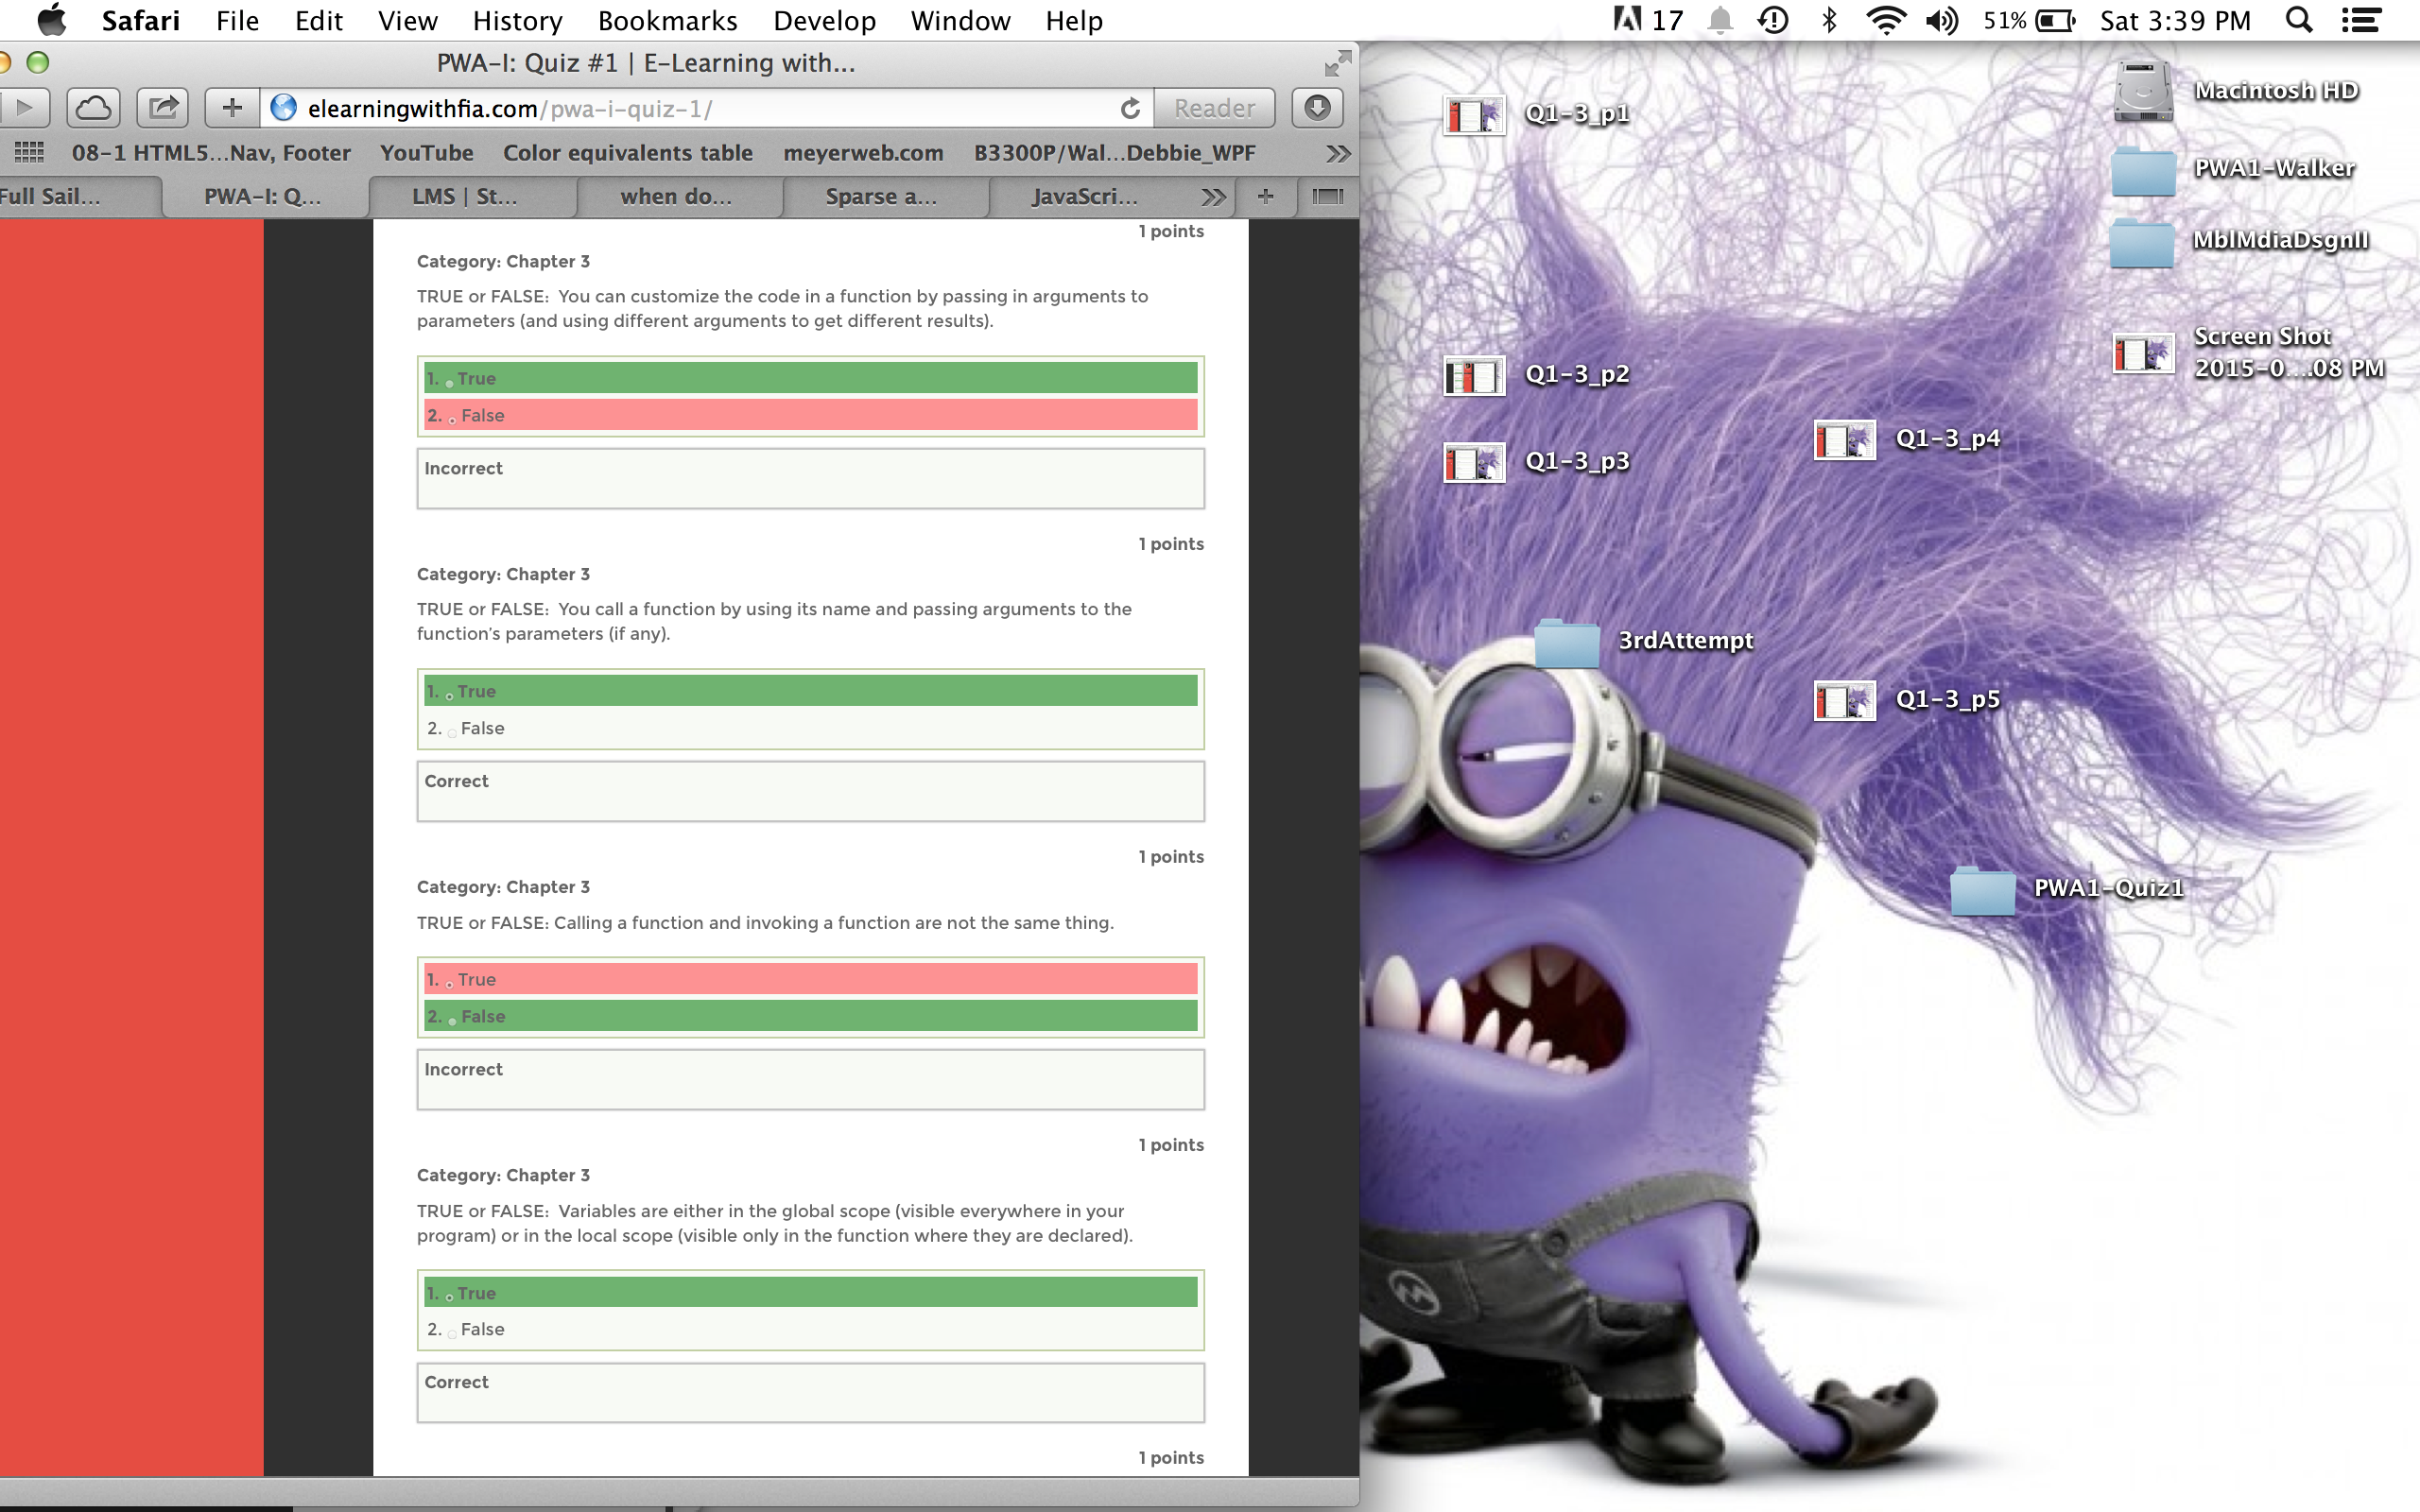 Safari File Edit View History Bookmarks Develop Window Help 17 51% Sat 3:39 PM
PWA-I: Quiz #1 | E-Learning with...
elearningwithfia.com/pwa-i-quiz-1/ Reader
08-1 HTML5...Nav, Footer YouTube Color equivalents table meyerweb.com B3300P/Wal...Debbie_WPF
Full Sail... PWA-I: Q... LMS | St... when do... Sparse a... JavaScri...
1 points
Category: Chapter 3
TRUE or FALSE: You can customize the code in a function by passing in arguments to
parameters (and using different arguments to get different results).
1. True
2. False
Incorrect
1 points
Category: Chapter 3
TRUE or FALSE: You call a function by using its name and passing arguments to the
function's parameters (if any).
1. True
2. False
Correct
1 points
Category: Chapter 3
TRUE or FALSE: Calling a function and invoking a function are not the same thing.
1. True
2. False
Incorrect
1 points
Category: Chapter 3
TRUE or FALSE: Variables are either in the global scope (visible everywhere in your
program) or in the local scope (visible only in the function where they are declared).
1. True
2. False
Correct
1 points
Q1-3_p1
Q1-3_p2
Q1-3_p3
Q1-3_p4
3rdAttempt
Q1-3_p5
PWA1-Quiz1
Macintosh HD
PWA1-Walker
MblMdiaDsgnII
Screen Shot
2015-0....08 PM